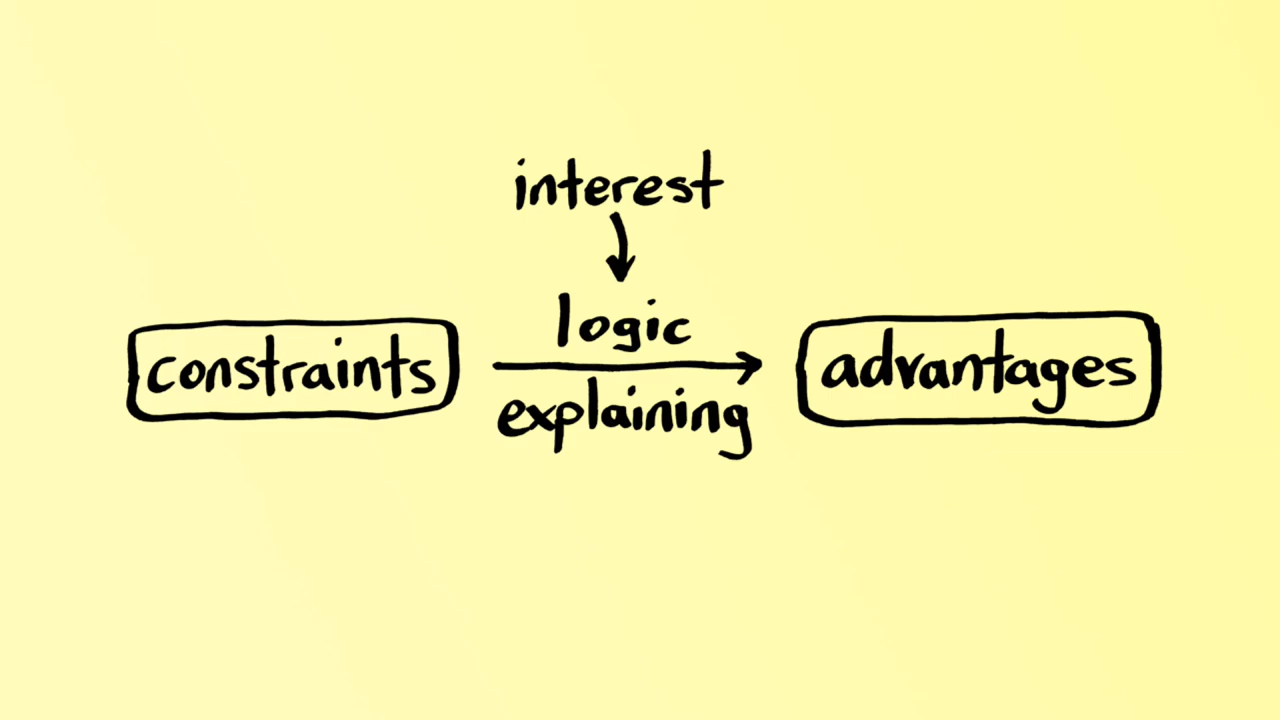 interest
logic
constraints
advantages
explaining